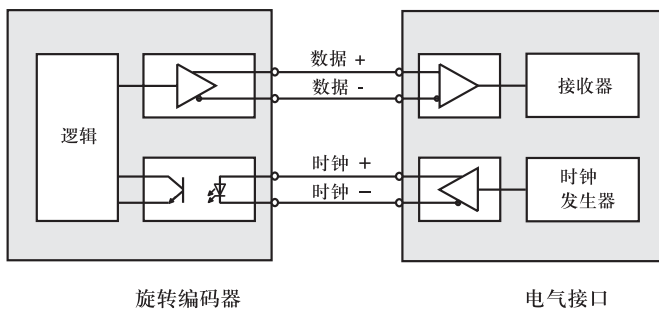 数据 +
数据 -
接收器
逻辑
时钟 +
时钟 −
时钟
发生器
旋转编码器
电气接口